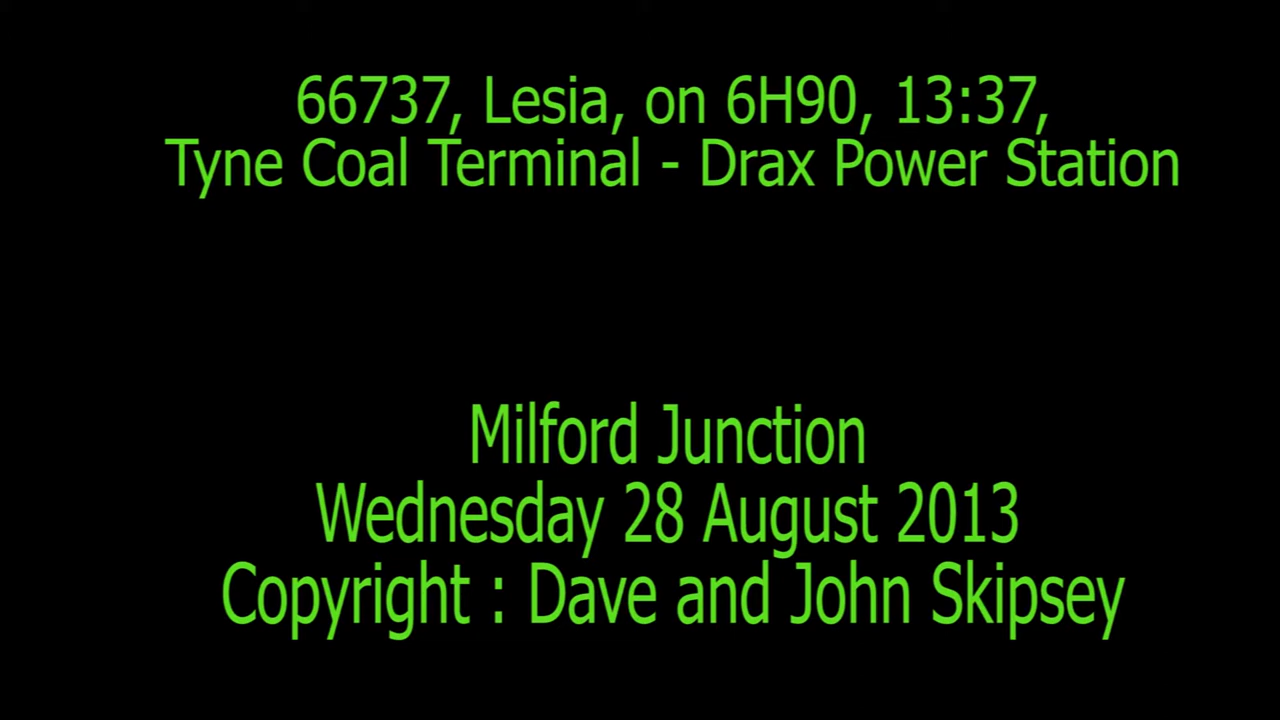 66737, Lesia, on 6H90, 13:37,
Tyne Coal Terminal - Drax Power Station
Milford Junction
Wednesday 28 August 2013
Copyright : Dave and John Skipsey